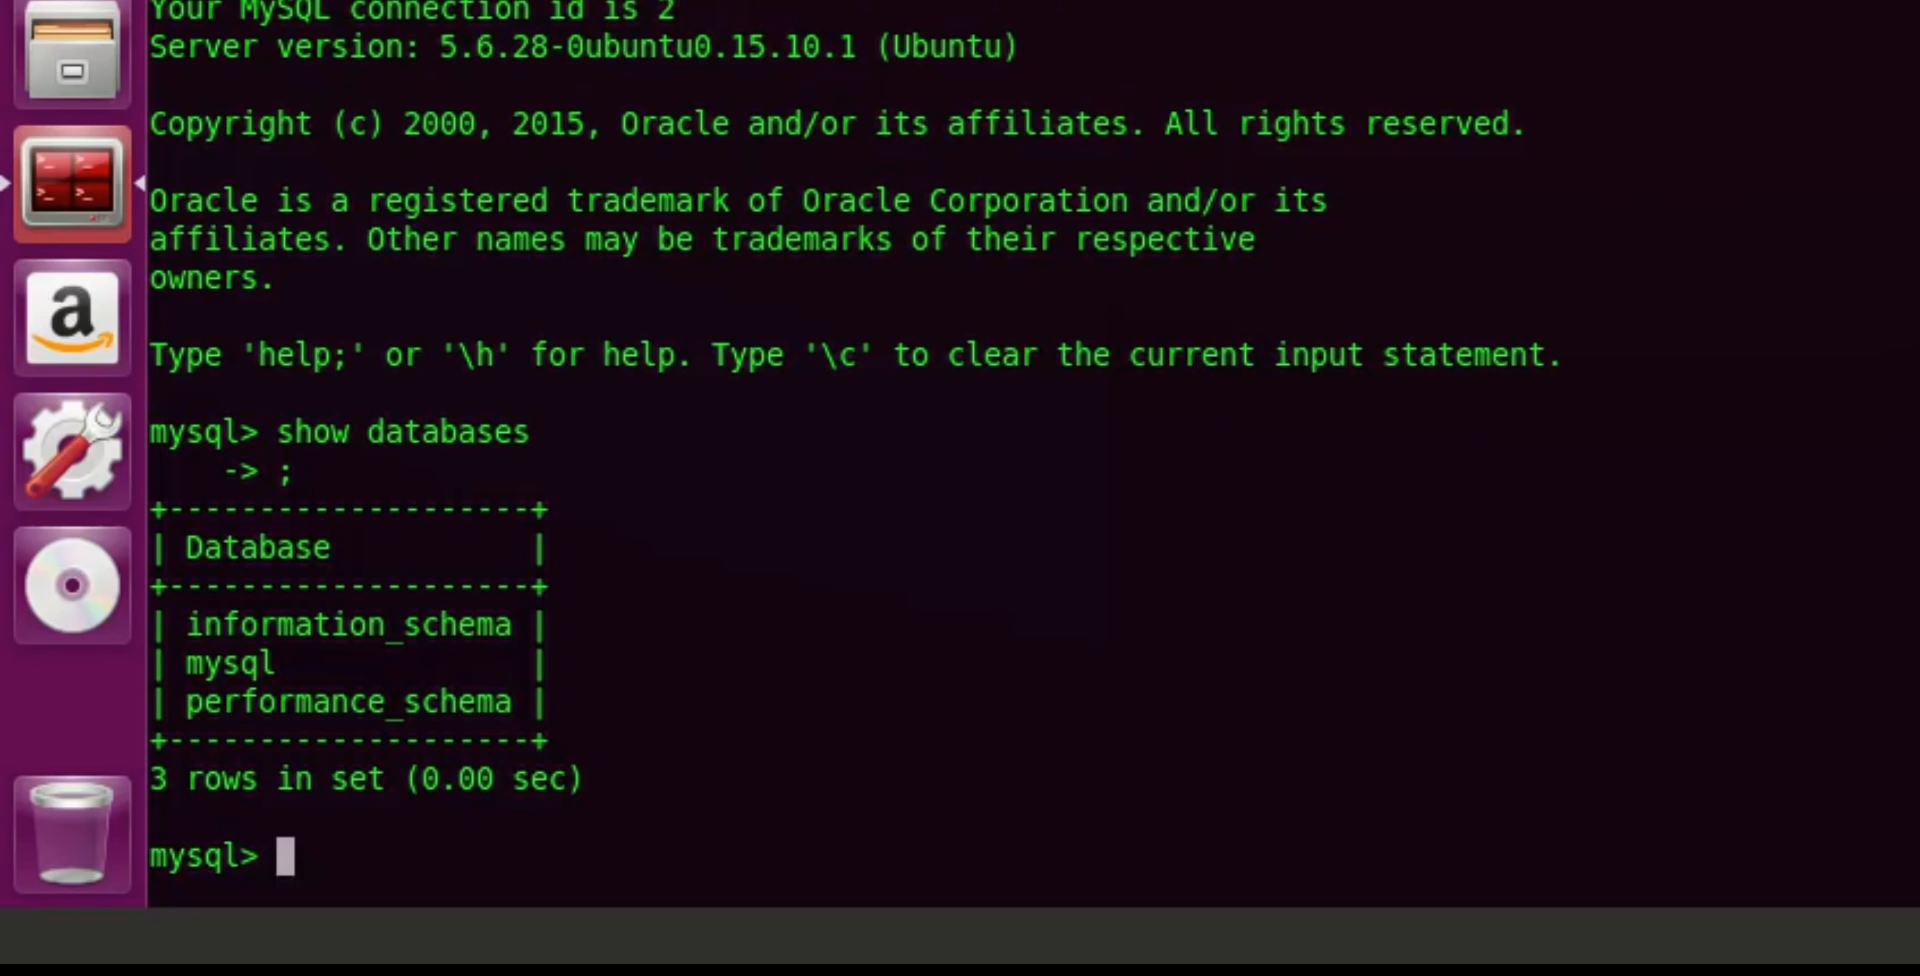 Your MySQL connection id is 2
Server version: 5.6.28-0ubuntu0.15.10.1 (Ubuntu)
Copyright (c) 2000, 2015, Oracle and/or its affiliates. All rights reserved.
Oracle is a registered trademark of Oracle Corporation and/or its
affiliates. Other names may be trademarks of their respective
owners.
Type 'help;' or '\h' for help. Type '\c' to clear the current input statement.
mysql> show databases
    -> ;
+--------------------+
| Database           |
+--------------------+
| information_schema |
| mysql              |
| performance_schema |
+--------------------+
3 rows in set (0.00 sec)
mysql>